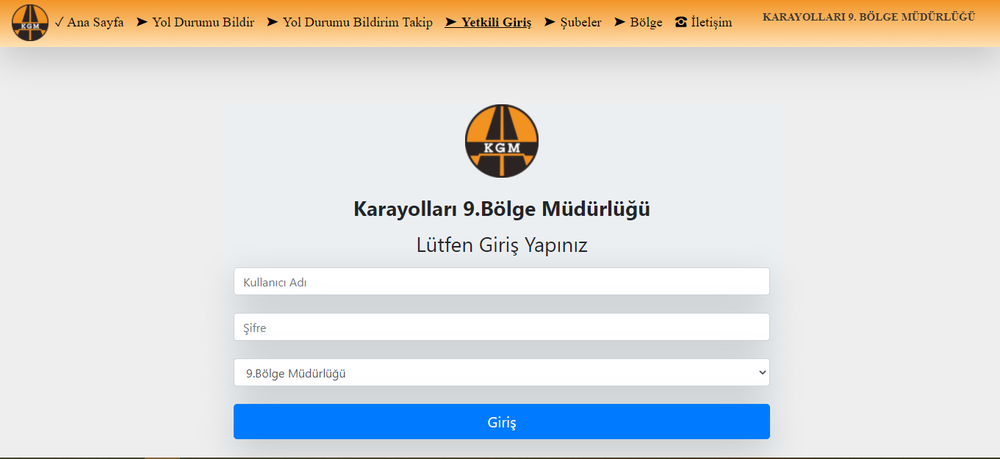 KGM ✓ Ana Sayfa ➤ Yol Durumu Bildir ➤ Yol Durumu Bildirim Takip ➤ Yetkili Giriş ➤ Şubeler ➤ Bölge ☎ İletişim KARAYOLLARI 9. BÖLGE MÜDÜRLÜĞÜ
KGM
Karayolları 9.Bölge Müdürlüğü
Lütfen Giriş Yapınız
Kullanıcı Adı
Şifre
9.Bölge Müdürlüğü
Giriş